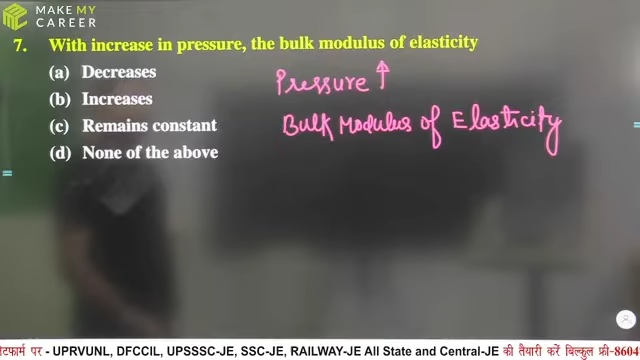 MAKE MY
CAREER
7. With increase in pressure, the bulk modulus of elasticity
(a) Decreases
(b) Increases
(c) Remains constant
(d) None of the above
Pressure ↑
Bulk Modulus of Elasticity
=
=
टफार्म पर - UPRVUNL, DFCCIL, UPSSSC-JE, SSC-JE, RAILWAY-JE All State and Central-JE की तैयारी करें बिल्कुल फ्री-8604